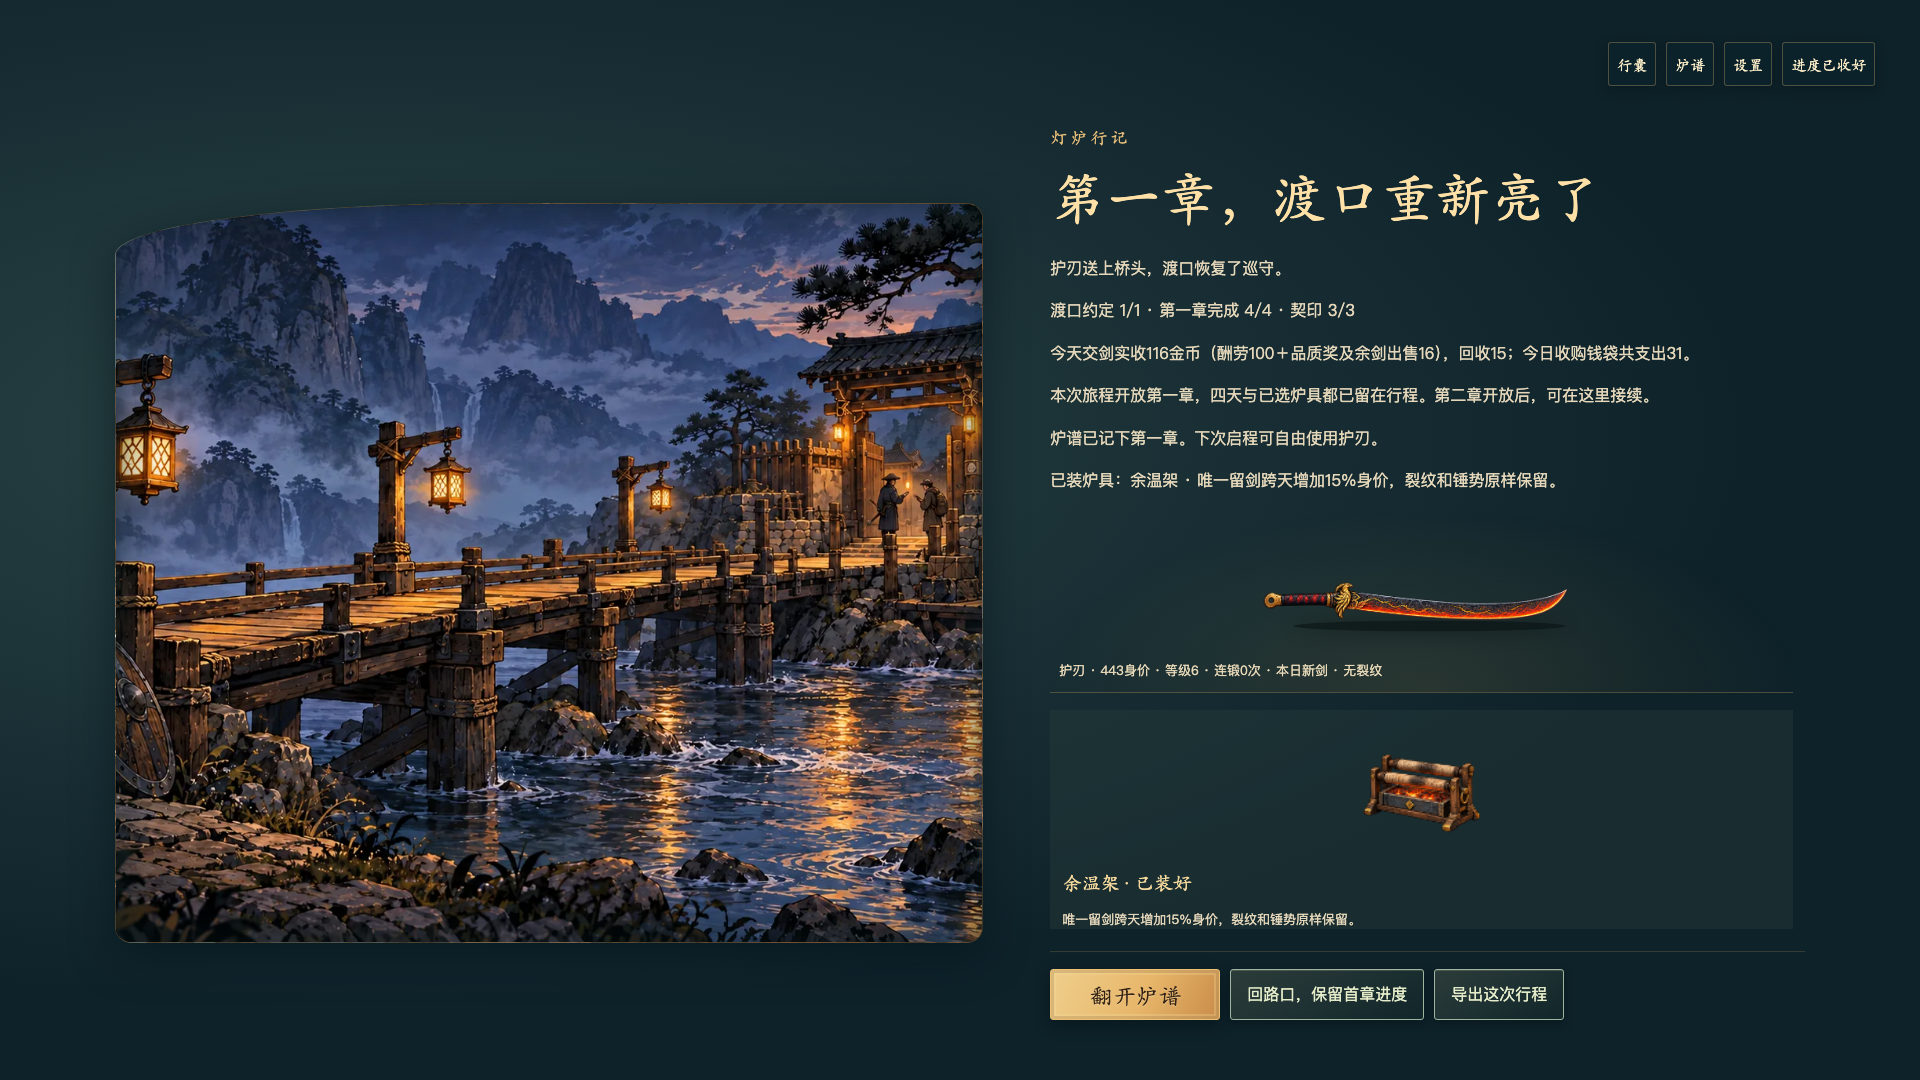 行囊
炉谱
设置
进度已收好
灯炉行记
第一章，渡口重新亮了
护刃送上桥头，渡口恢复了巡守。
渡口约定 1/1 · 第一章完成 4/4 · 契印 3/3
今天交剑实收116金币（酬劳100＋品质奖及余剑出售16），回收15；今日收购钱袋共支出31。
本次旅程开放第一章，四天与已选炉具都已留在行程。第二章开放后，可在这里接续。
炉谱已记下第一章。下次启程可自由使用护刃。
已装炉具：余温架 · 唯一留剑跨天增加15%身价，裂纹和锤势原样保留。
护刃 · 443身价 · 等级6 · 连锻0次 · 本日新剑 · 无裂纹
余温架 · 已装好
唯一留剑跨天增加15%身价，裂纹和锤势原样保留。
翻开炉谱
回路口，保留首章进度
导出这次行程